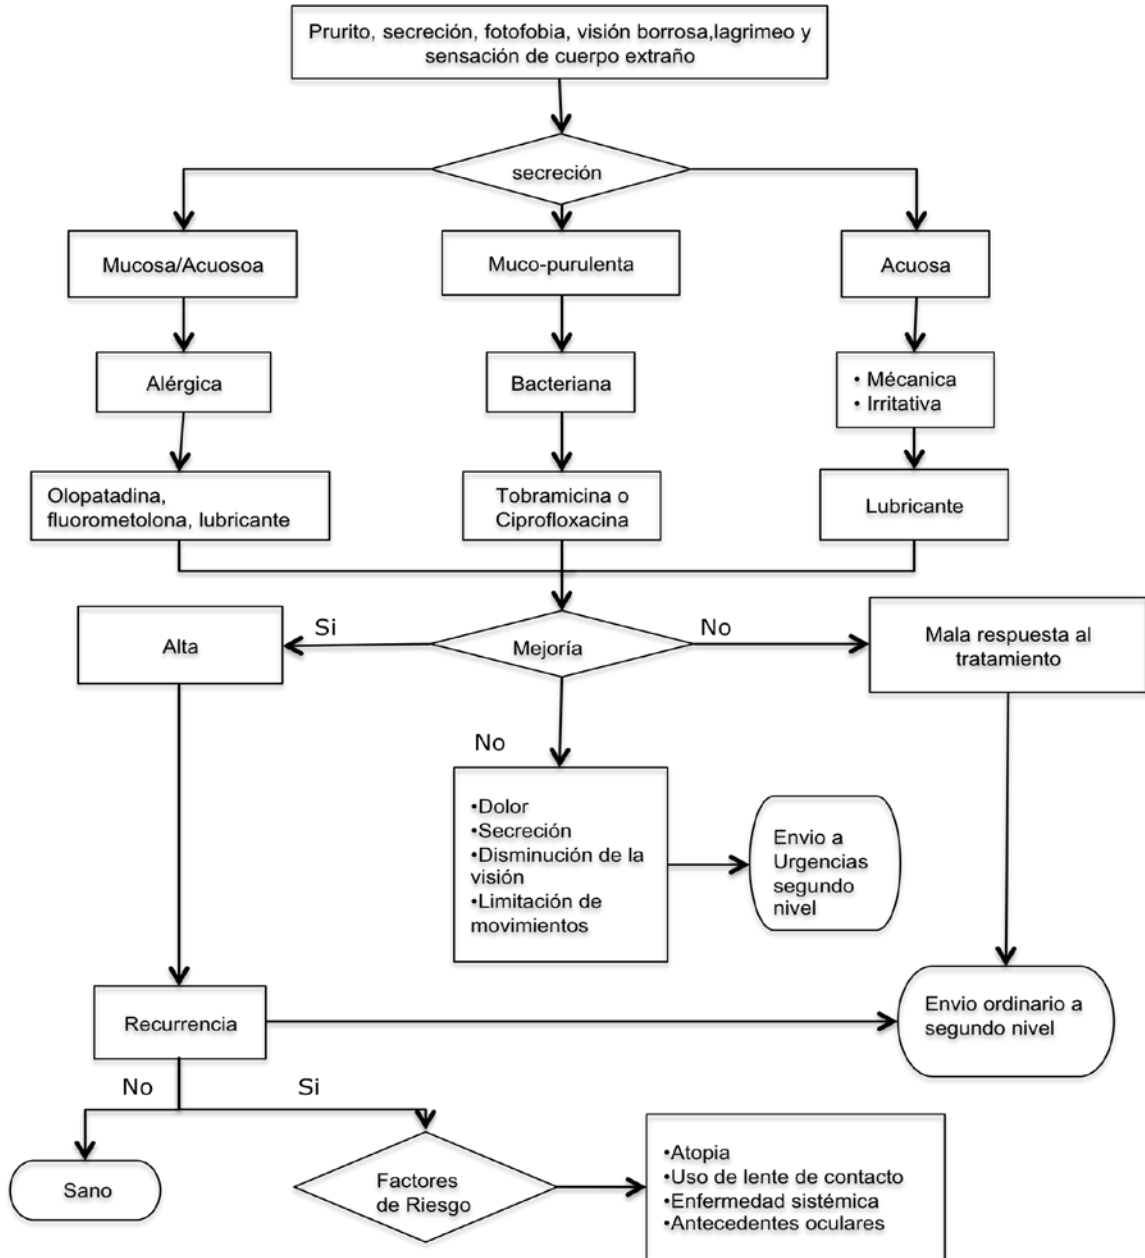 Prurito, secreción, fotofobia, visión borrosa,lagrimeo y
sensación de cuerpo extraño
secreción
Mucosa/Acuosoa
Muco-purulenta
Acuosa
Alérgica
Bacteriana
• Mécanica
• Irritativa
Olopatadina,
fluorometolona, lubricante
Tobramicina o
Ciprofloxacina
Lubricante
Alta
Si
Mejoría
No
Mala respuesta al
tratamiento
No
•Dolor
•Secreción
•Disminución de la
visión
•Limitación de
movimientos
Envio a
Urgencias
segundo
nivel
Recurrencia
Envio ordinario a
segundo nivel
No
Si
Sano
Factores
de Riesgo
•Atopia
•Uso de lente de contacto
•Enfermedad sistémica
•Antecedentes oculares